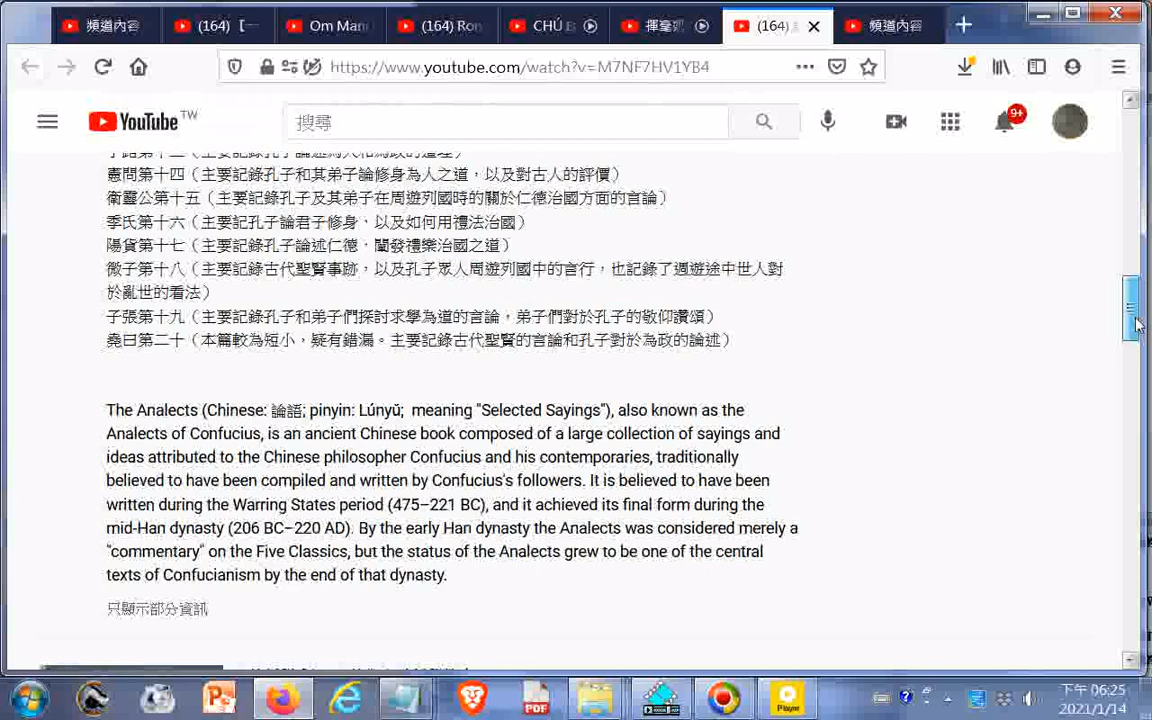 (164) [
Om Man
(164) Ro
CHÚ B
(164)
頻道內容
https://www.youtube.com/watch?v=M7NF7HV1YB4
YouTube TW
搜尋
9+
憲問第十四（主要記錄孔子和其弟子論修身為人之道，以及對古人的評價）
衛靈公第十五（主要記錄孔子及其弟子在周遊列國時的關於仁德治國方面的言論）
季氏第十六（主要記孔子論君子修身、以及如何用禮法治國）
陽貨第十七（主要記錄孔子論述仁德，闡發禮樂治國之道）
微子第十八（主要記錄古代聖賢事跡，以及孔子眾人周遊列國中的言行，也記錄了週遊途中世人對
於亂世的看法）
子張第十九（主要記錄孔子和弟子們探討求學為道的言論，弟子們對於孔子的敬仰讚頌）
堯曰第二十（本篇較為短小，疑有錯漏。主要記錄古代聖賢的言論和孔子對於為政的論述）
The Analects (Chinese: 論語; pinyin: Lúnyǔ; meaning "Selected Sayings"), also known as the
Analects of Confucius, is an ancient Chinese book composed of a large collection of sayings and
ideas attributed to the Chinese philosopher Confucius and his contemporaries, traditionally
believed to have been compiled and written by Confucius's followers. It is believed to have been
written during the Warring States period (475–221 BC), and it achieved its final form during the
mid-Han dynasty (206 BC–220 AD). By the early Han dynasty the Analects was considered merely a
"commentary" on the Five Classics, but the status of the Analects grew to be one of the central
texts of Confucianism by the end of that dynasty.
只顯示部分資訊
PDF
Player
下午 06:25
2021/1/14